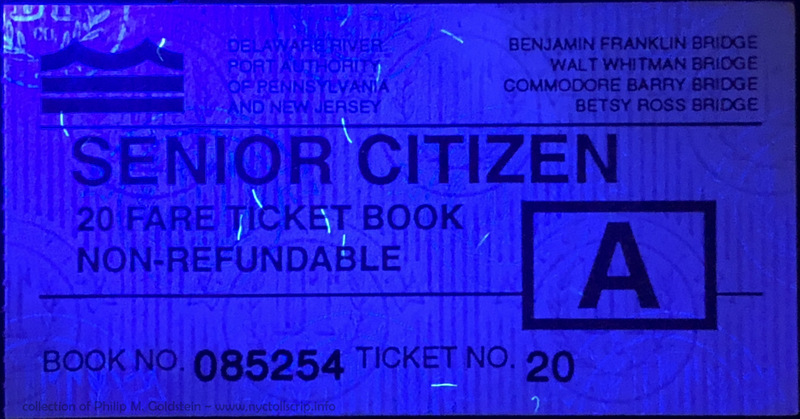 DELAWARE RIVER
PORT AUTHORITY
OF PENNSYLVANIA
AND NEW JERSEY
BENJAMIN FRANKLIN BRIDGE
WALT WHITMAN BRIDGE
COMMODORE BARRY BRIDGE
BETSY ROSS BRIDGE
SENIOR CITIZEN
20 FARE TICKET BOOK
NON-REFUNDABLE
A
BOOK NO. 085254 TICKET NO. 20
collection of Philip M. Goldstein ~ www.nyctollscrip.info